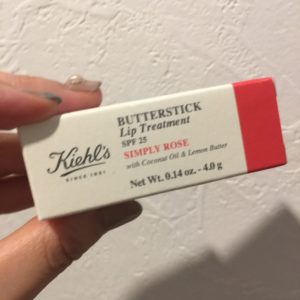 Kiehl's
SINCE 1851
BUTTERSTICK
Lip Treatment
SPF 25
SIMPLY ROSE
with Coconut Oil & Lemon Butter
Net Wt. 0.14 oz. - 4.0 g